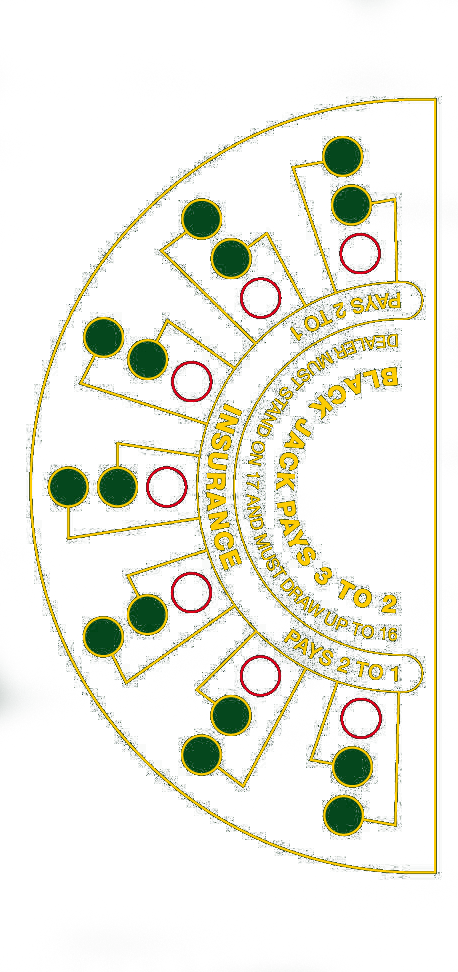 BLACK JACK PAYS 3 TO 2
DEALER MUST STAND ON 17 AND MUST DRAW UP TO 16
PAYS 2 TO 1
INSURANCE
PAYS 2 TO 1